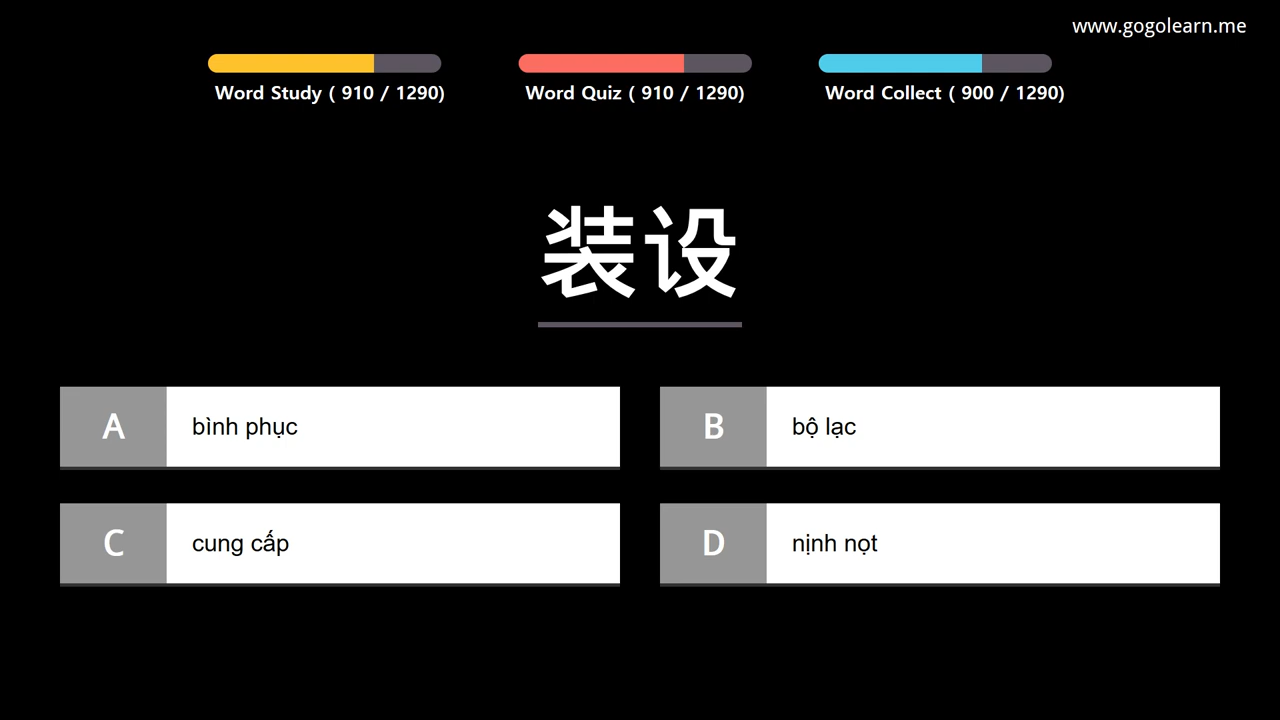 www.gogolearn.me
Word Study ( 910 / 1290)
Word Quiz ( 910 / 1290)
Word Collect ( 900 / 1290)
装设
A
bình phục
B
bộ lạc
C
cung cấp
D
nịnh nọt